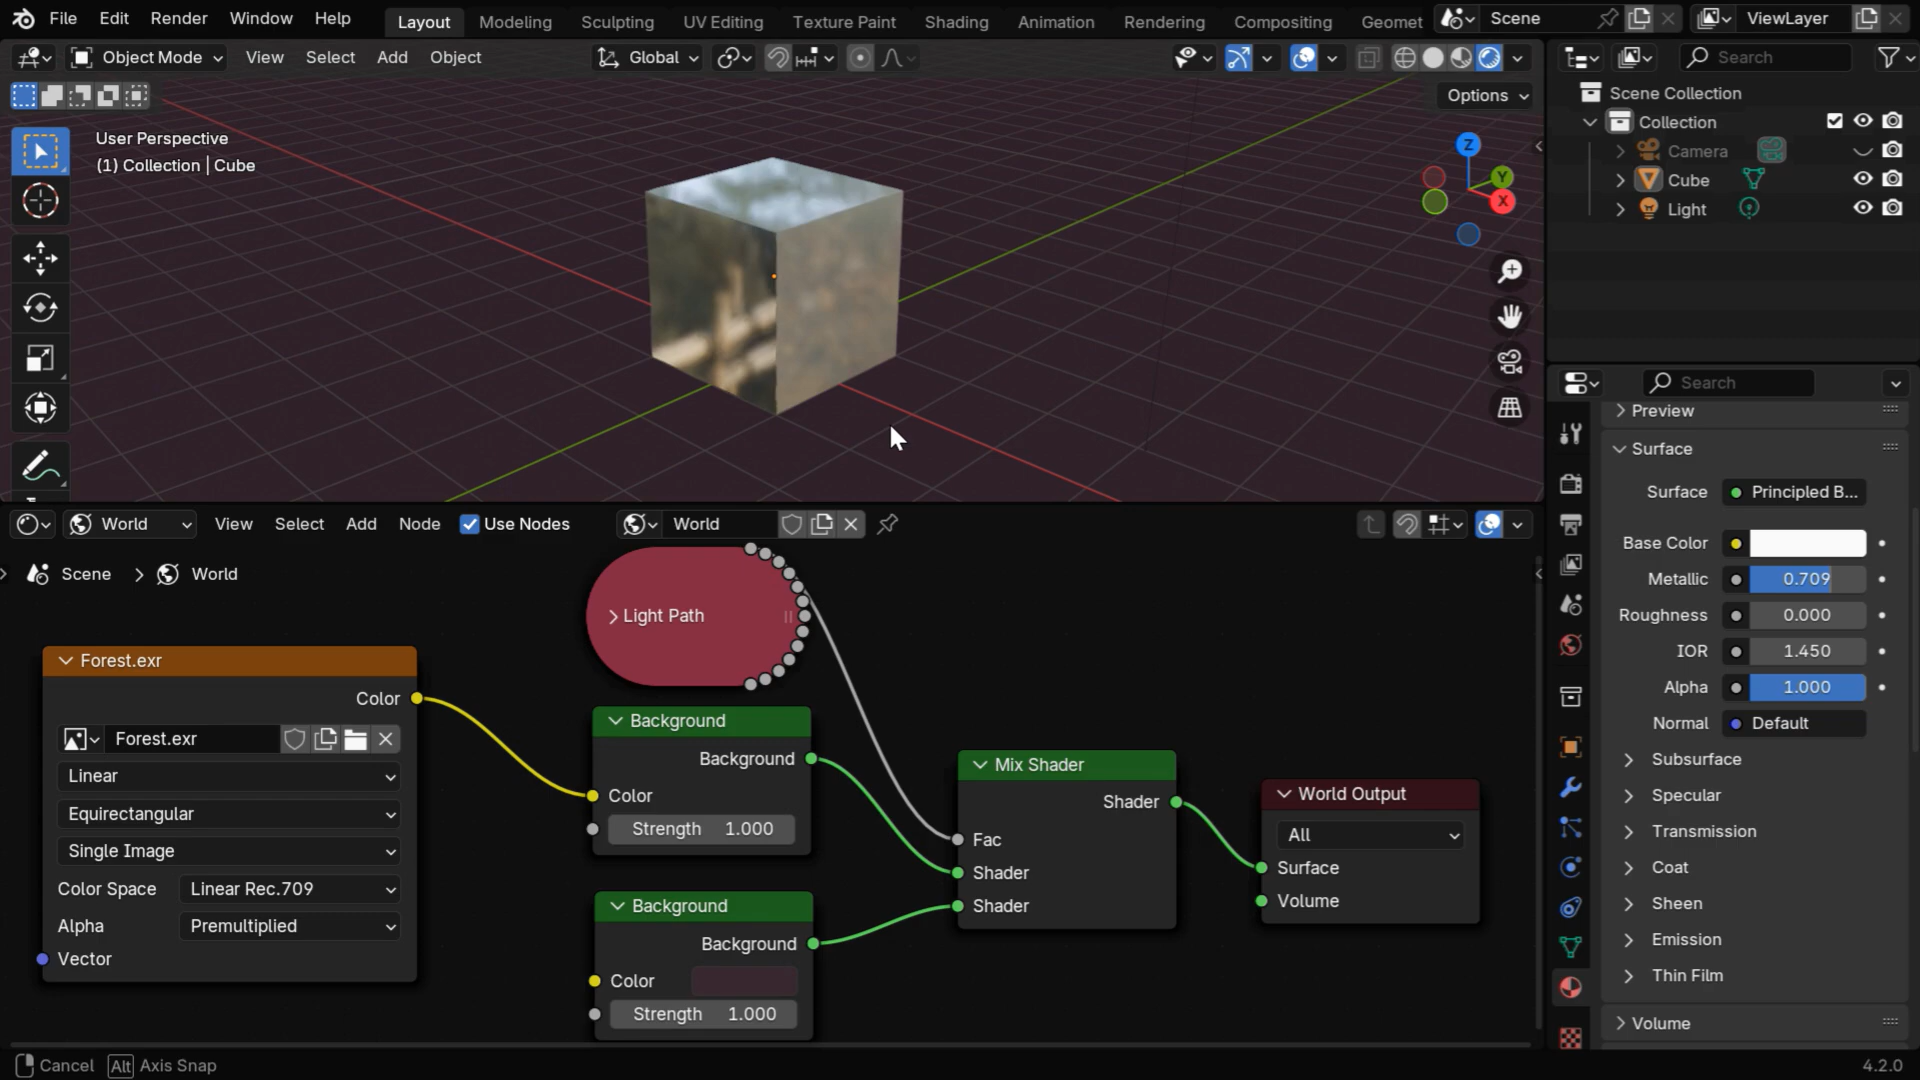 File Edit Render Window Help Layout Modeling Sculpting UV Editing Texture Paint Shading Animation Rendering Compositing Geomet Scene ViewLayer
Object Mode View Select Add Object Global Search
Options
User Perspective
(1) Collection | Cube
Z
Y
X
Scene Collection
Collection
Camera
Cube
Light
Search
Preview
Surface
Surface Principled B...
Base Color
Metallic 0.709
Roughness 0.000
IOR 1.450
Alpha 1.000
Normal Default
Subsurface
Specular
Transmission
Coat
Sheen
Emission
Thin Film
Volume
World View Select Add Node Use Nodes World
Scene > World
Light Path
Forest.exr
Color
Forest.exr
Linear
Equirectangular
Single Image
Color Space Linear Rec.709
Alpha Premultiplied
Vector
Background
Background
Color
Strength 1.000
Background
Background
Color
Strength 1.000
Mix Shader
Shader
Fac
Shader
Shader
World Output
All
Surface
Volume
Cancel Alt Axis Snap
4.2.0